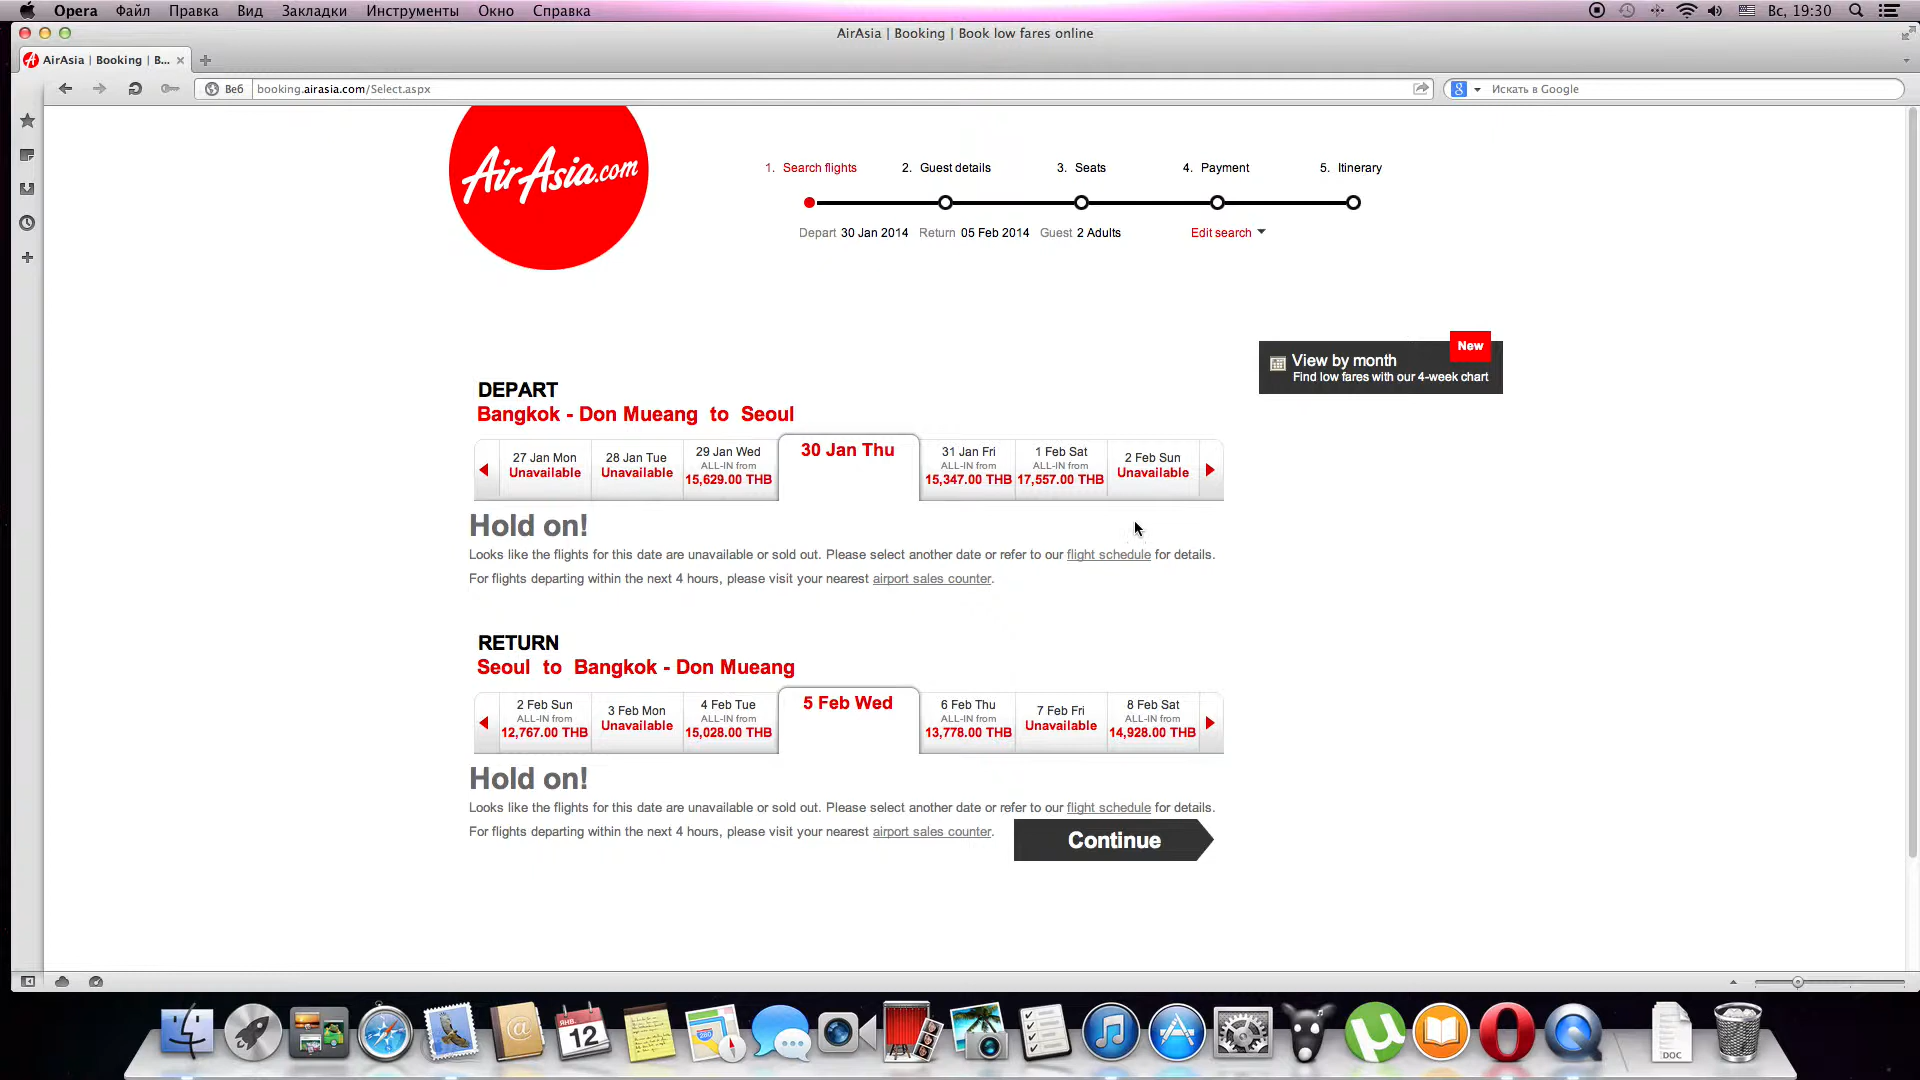 Opera Файл Правка Вид Закладки Инструменты Окно Справка Вс, 19:30
AirAsia | Booking | Book low fares online
AirAsia | Booking | B...
Веб booking.airasia.com/Select.aspx Искать в Google
AirAsia.com
1. Search flights 2. Guest details 3. Seats 4. Payment 5. Itinerary
Depart 30 Jan 2014 Return 05 Feb 2014 Guest 2 Adults Edit search
New
View by month
Find low fares with our 4-week chart
DEPART
Bangkok - Don Mueang to Seoul
27 Jan Mon Unavailable
28 Jan Tue Unavailable
29 Jan Wed ALL-IN from 15,629.00 THB
30 Jan Thu
31 Jan Fri ALL-IN from 15,347.00 THB
1 Feb Sat ALL-IN from 17,557.00 THB
2 Feb Sun Unavailable
Hold on!
Looks like the flights for this date are unavailable or sold out. Please select another date or refer to our flight schedule for details.
For flights departing within the next 4 hours, please visit your nearest airport sales counter.
RETURN
Seoul to Bangkok - Don Mueang
2 Feb Sun ALL-IN from 12,767.00 THB
3 Feb Mon Unavailable
4 Feb Tue ALL-IN from 15,028.00 THB
5 Feb Wed
6 Feb Thu ALL-IN from 13,778.00 THB
7 Feb Fri Unavailable
8 Feb Sat ALL-IN from 14,928.00 THB
Hold on!
Looks like the flights for this date are unavailable or sold out. Please select another date or refer to our flight schedule for details.
For flights departing within the next 4 hours, please visit your nearest airport sales counter.
Continue
ЯНВ.
12
280
DOC